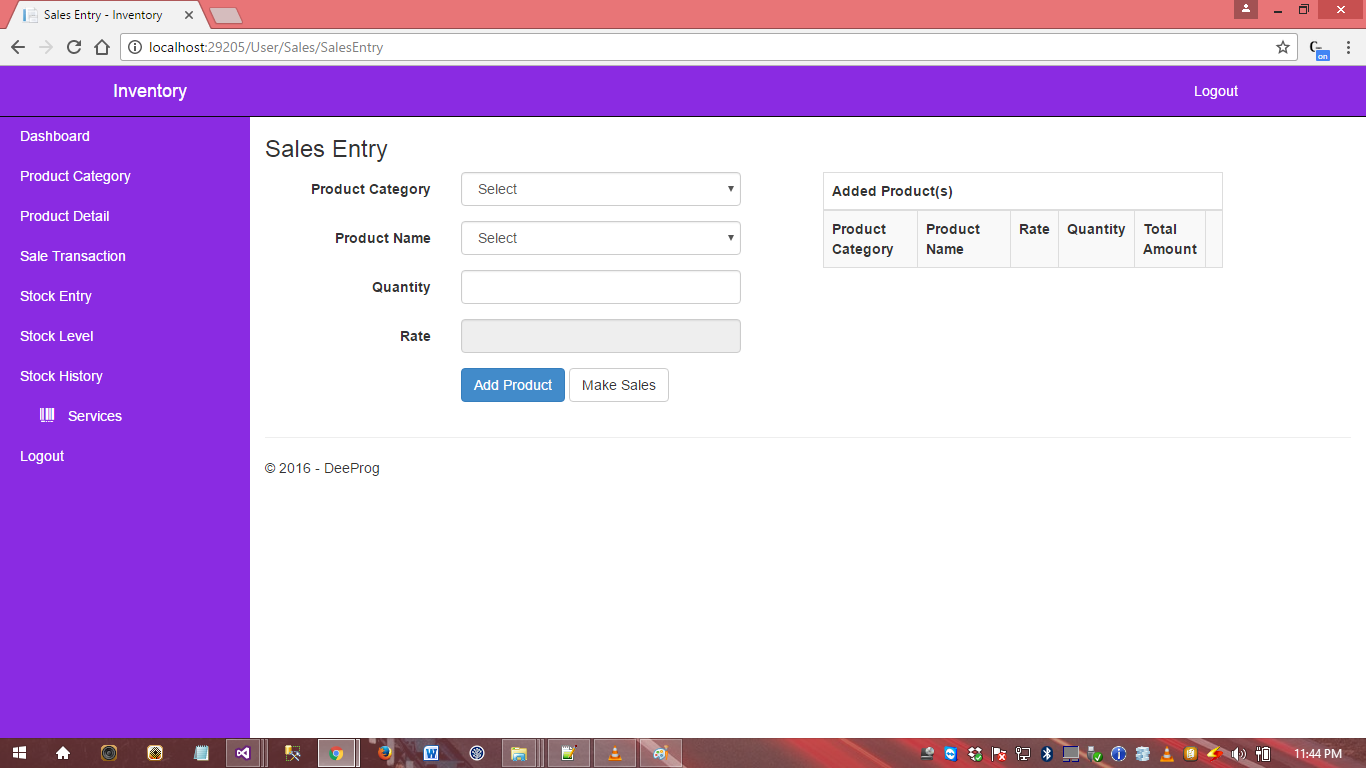 Sales Entry - Inventory
localhost:29205/User/Sales/SalesEntry
on
Inventory
Logout
Dashboard
Product Category
Product Detail
Sale Transaction
Stock Entry
Stock Level
Stock History
Services
Logout
Sales Entry
Product Category
Select
Product Name
Select
Quantity
Rate
Add Product
Make Sales
Added Product(s)
Product Category
Product Name
Rate
Quantity
Total Amount
© 2016 - DeeProg
11:44 PM